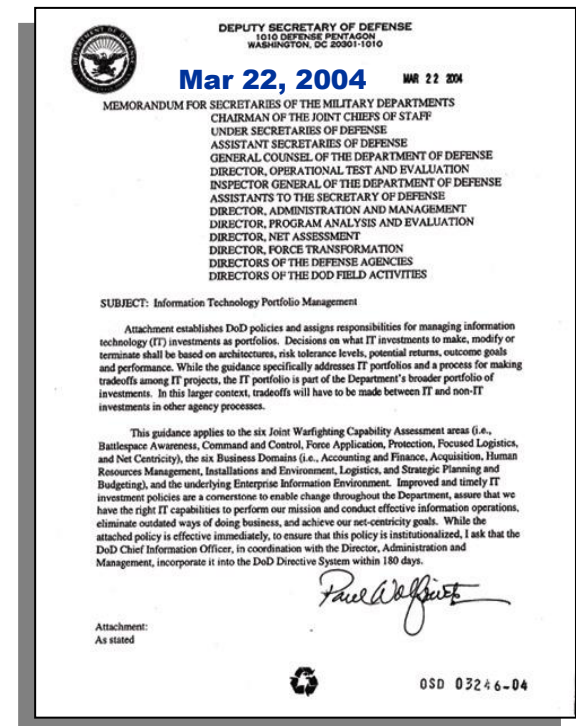 DEPUTY SECRETARY OF DEFENSE
1010 DEFENSE PENTAGON
WASHINGTON, DC 20301-1010
Mar 22, 2004 MAR 22 2004
MEMORANDUM FOR SECRETARIES OF THE MILITARY DEPARTMENTS
CHAIRMAN OF THE JOINT CHIEFS OF STAFF
UNDER SECRETARIES OF DEFENSE
ASSISTANT SECRETARIES OF DEFENSE
GENERAL COUNSEL OF THE DEPARTMENT OF DEFENSE
DIRECTOR, OPERATIONAL TEST AND EVALUATION
INSPECTOR GENERAL OF THE DEPARTMENT OF DEFENSE
ASSISTANTS TO THE SECRETARY OF DEFENSE
DIRECTOR, ADMINISTRATION AND MANAGEMENT
DIRECTOR, PROGRAM ANALYSIS AND EVALUATION
DIRECTOR, NET ASSESSMENT
DIRECTOR, FORCE TRANSFORMATION
DIRECTORS OF THE DEFENSE AGENCIES
DIRECTORS OF THE DOD FIELD ACTIVITIES
SUBJECT: Information Technology Portfolio Management
Attachment establishes DoD policies and assigns responsibilities for managing information
technology (IT) investments as portfolios. Decisions on what IT investments to make, modify or
terminate shall be based on architectures, risk tolerance levels, potential returns, outcome goals
and performance. While the guidance specifically addresses IT portfolios and a process for making
tradeoffs among IT projects, the IT portfolio is part of the Department's broader portfolio of
investments. In this larger context, tradeoffs will have to be made between IT and non-IT
investments in other agency processes.
This guidance applies to the six Joint Warfighting Capability Assessment areas (i.e.,
Battlespace Awareness, Command and Control, Force Application, Protection, Focused Logistics,
and Net Centricity), the six Business Domains (i.e., Accounting and Finance, Acquisition, Human
Resources Management, Installations and Environment, Logistics, and Strategic Planning and
Budgeting), and the underlying Enterprise Information Environment. Improved and timely IT
investment policies are a cornerstone to enable change throughout the Department, assure that we
have the right IT capabilities to perform our mission and conduct effective information operations,
eliminate outdated ways of doing business, and achieve our net-centricity goals. While the
attached policy is effective immediately, to ensure that this policy is institutionalized, I ask that the
DoD Chief Information Officer, in coordination with the Director, Administration and
Management, incorporate it into the DoD Directive System within 180 days.
Paul Wolfowitz
Attachment:
As stated
OSD 03246-04